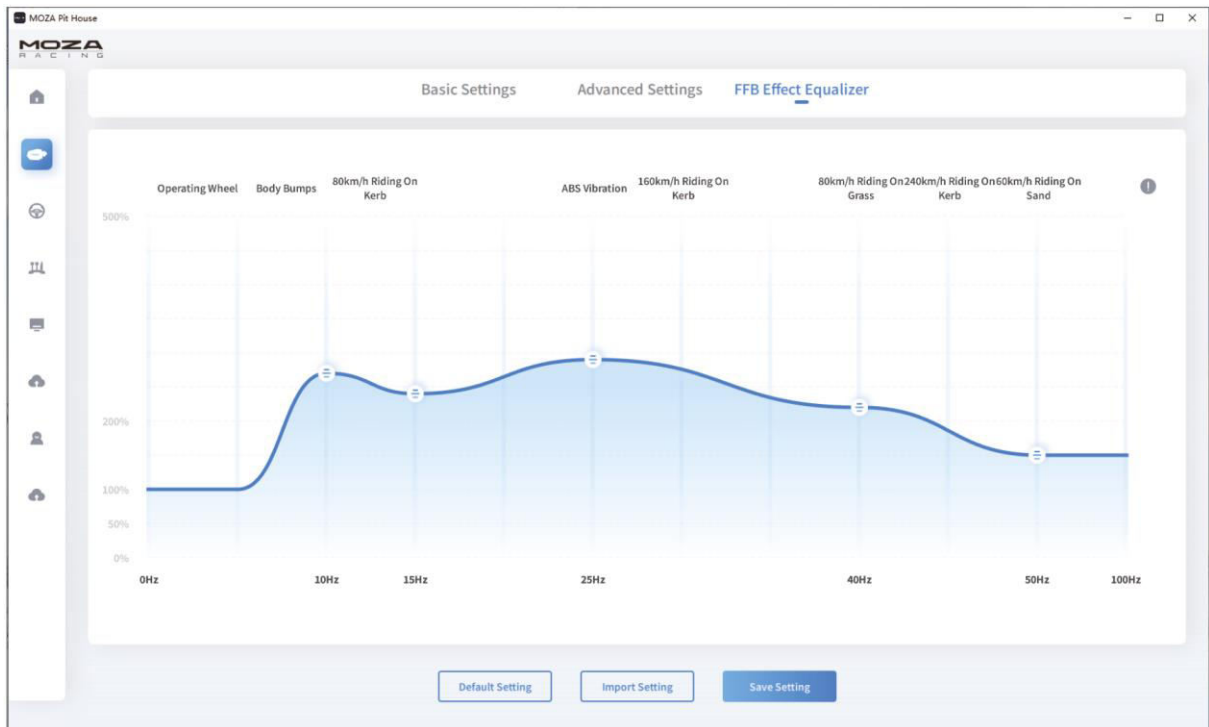 MOZA Pit House
MOZA
RACING
Basic Settings Advanced Settings FFB Effect Equalizer
Operating Wheel Body Bumps 80km/h Riding On Kerb ABS Vibration 160km/h Riding On Kerb 80km/h Riding On Grass 240km/h Riding On Kerb 60km/h Riding On Sand
500%
200%
100%
50%
0%
0Hz 10Hz 15Hz 25Hz 40Hz 50Hz 100Hz
Default Setting Import Setting Save Setting